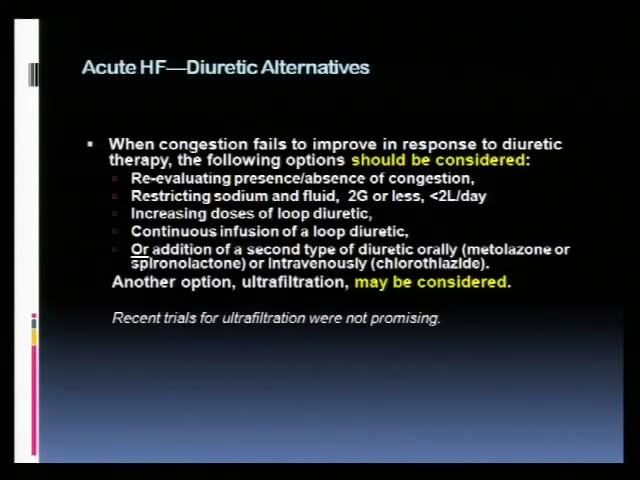 Acute HF—Diuretic Alternatives
When congestion fails to improve in response to diuretic
therapy, the following options should be considered:
Re-evaluating presence/absence of congestion,
Restricting sodium and fluid, 2G or less, <2L/day
Increasing doses of loop diuretic,
Continuous infusion of a loop diuretic,
Or addition of a second type of diuretic orally (metolazone or
spironolactone) or intravenously (chlorothiazide).
Another option, ultrafiltration, may be considered.
Recent trials for ultrafiltration were not promising.